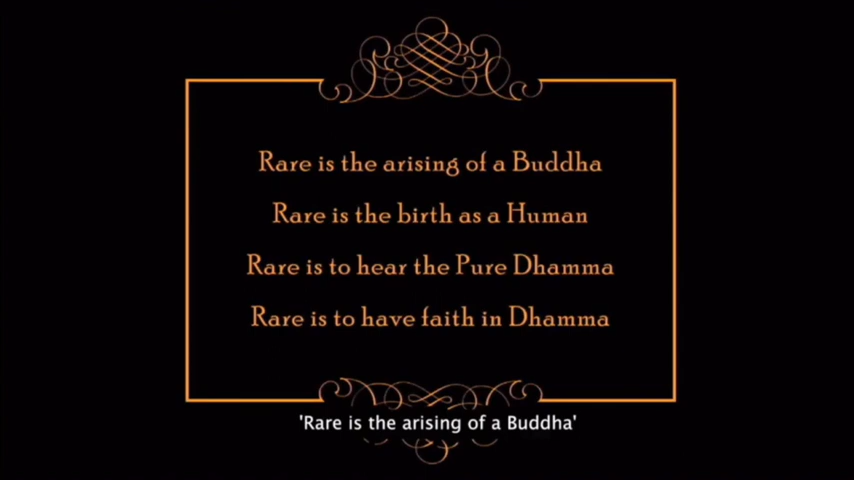 Rare is the arising of a Buddha
Rare is the birth as a Human
Rare is to hear the Pure Dhamma
Rare is to have faith in Dhamma
'Rare is the arising of a Buddha'